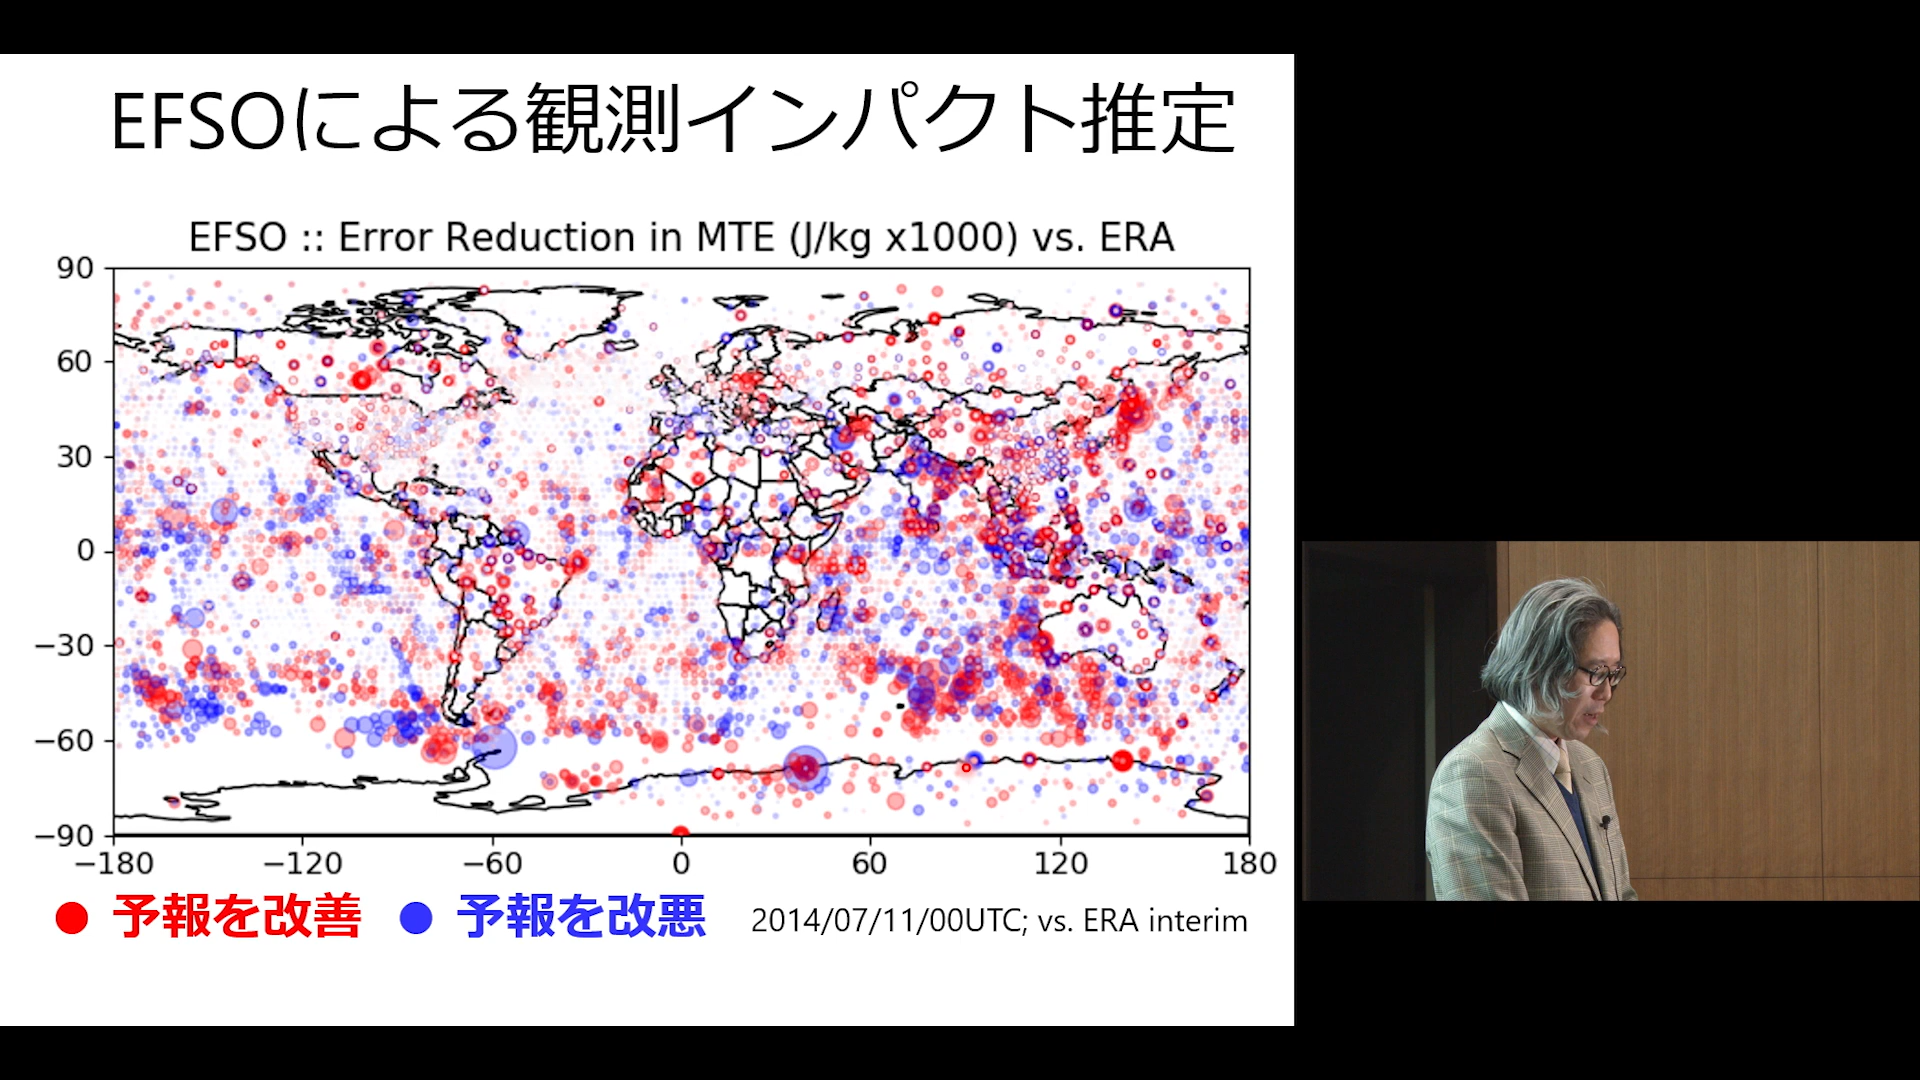 EFSOによる観測インパクト推定
EFSO :: Error Reduction in MTE (J/kg x1000) vs. ERA
90
60
30
0
−30
−60
−90
−180 −120 −60 0 60 120 180
● 予報を改善 ● 予報を改悪 2014/07/11/00UTC; vs. ERA interim